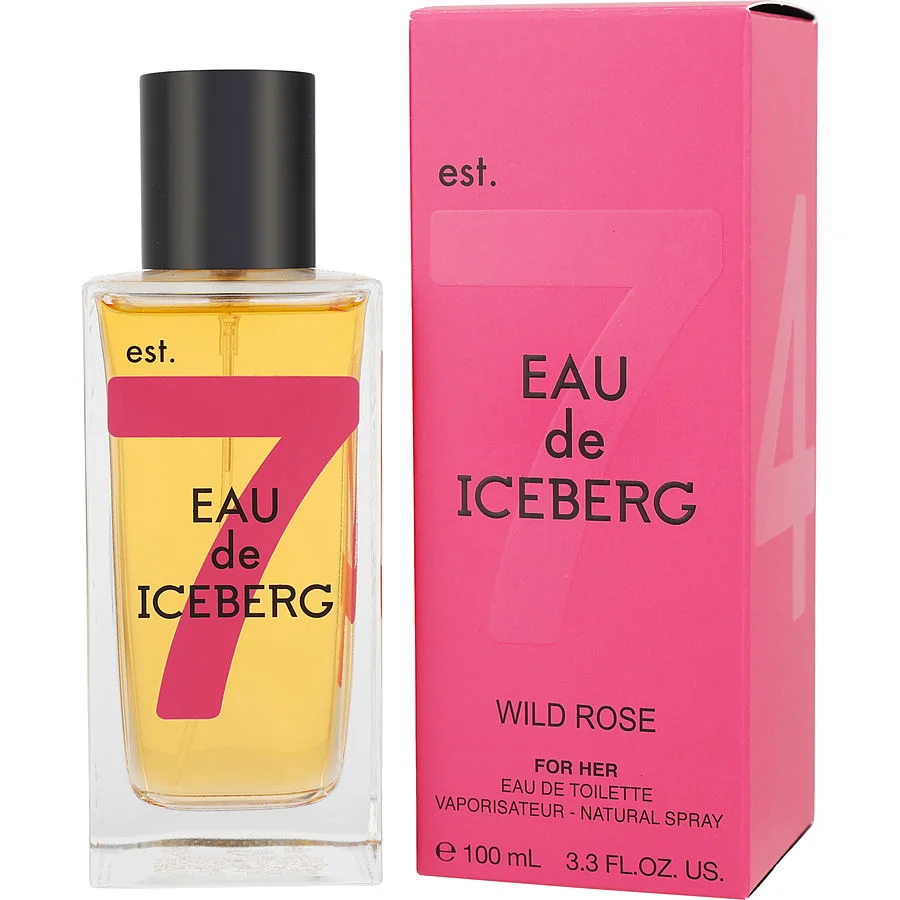 est.
7
EAU
de
ICEBERG
est.
7
4
EAU
de
ICEBERG
WILD ROSE
FOR HER
EAU DE TOILETTE
VAPORISATEUR - NATURAL SPRAY
℮ 100 mL 3.3 FL.OZ. US.